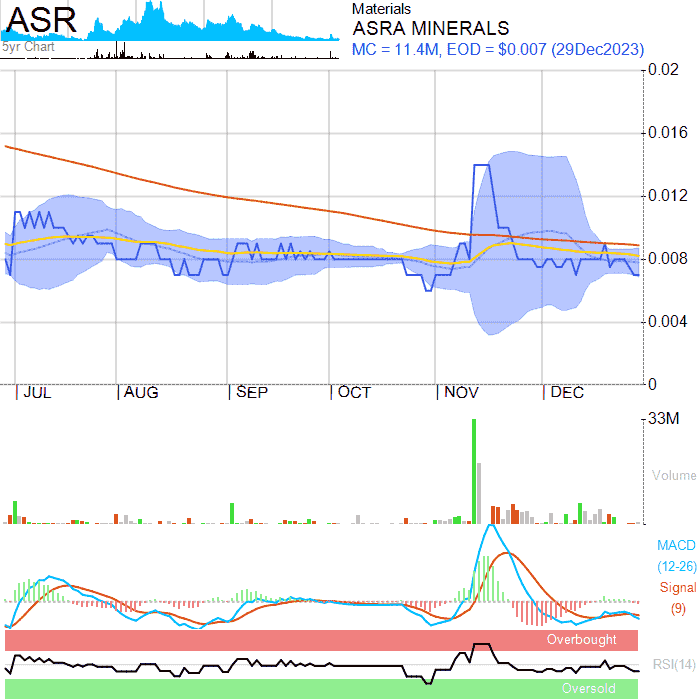 ASR
5yr Chart
Materials
ASRA MINERALS
MC = 11.4M, EOD = $0.007 (29Dec2023)
0.02
0.016
0.012
0.008
0.004
0
JUL AUG SEP OCT NOV DEC
33M
Volume
MACD
(12-26)
Signal
(9)
Overbought
RSI(14)
Oversold